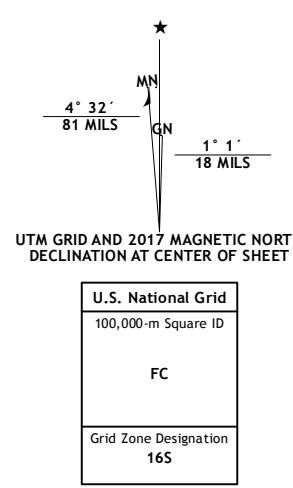 MN
4° 32´
81 MILS
GN
1° 1´
18 MILS
UTM GRID AND 2017 MAGNETIC NORT
DECLINATION AT CENTER OF SHEET
U.S. National Grid
100,000-m Square ID
FC
Grid Zone Designation
16S